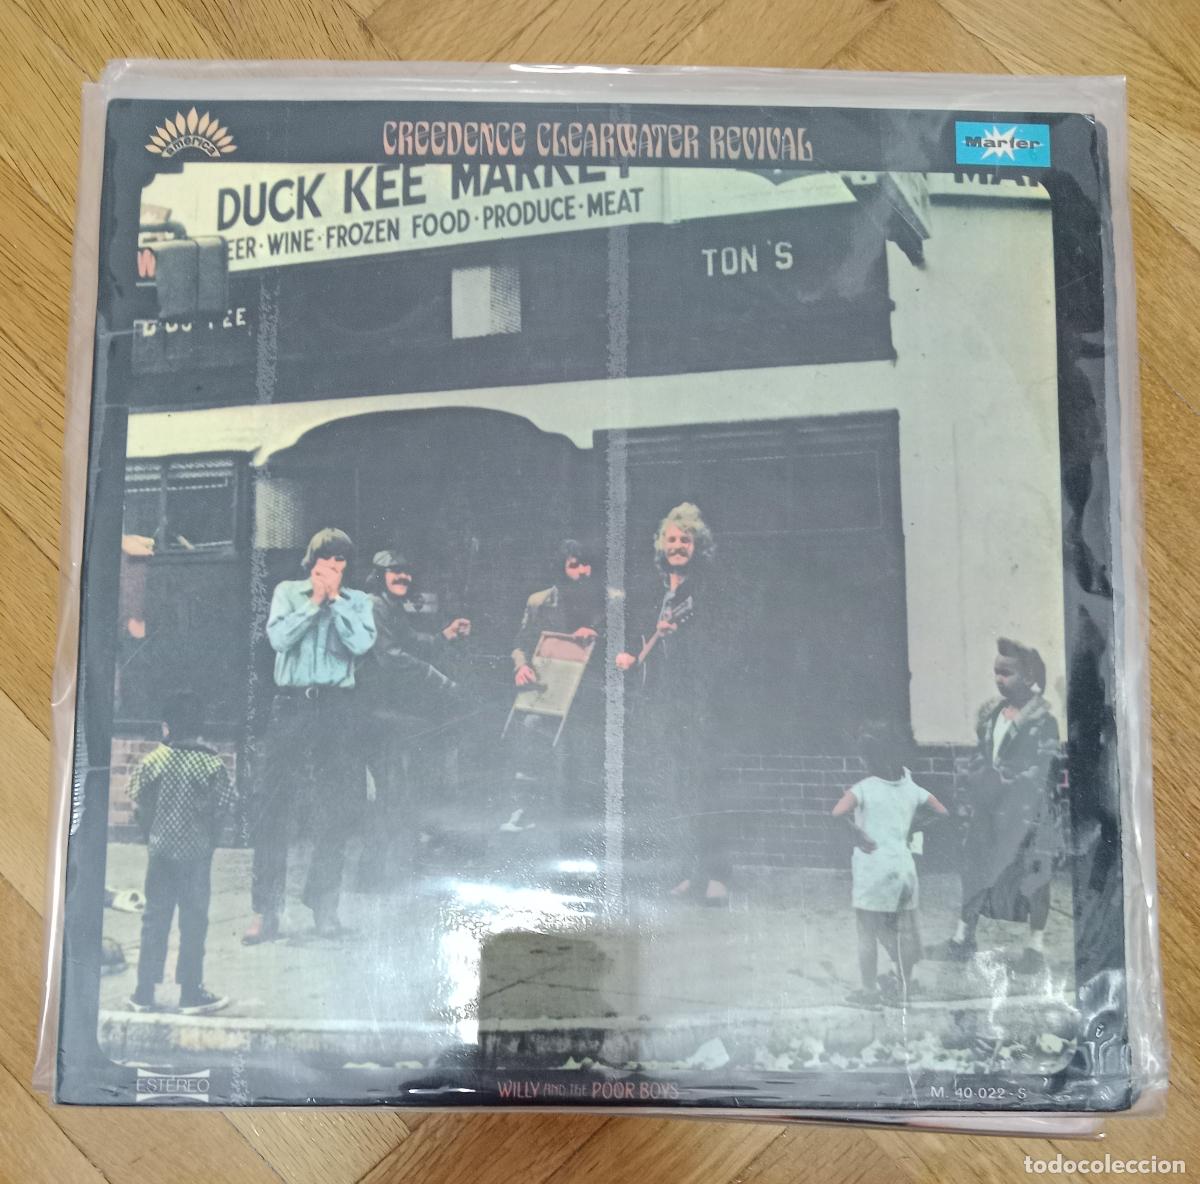 america
CREEDENCE CLEARWATER REVIVAL
Marfer
DUCK KEE MARKET
EER·WINE·FROZEN FOOD·PRODUCE·MEAT
TON'S
ESTÉREO
WILLY AND THE POOR BOYS
M. 40-022-S
todocoleccion